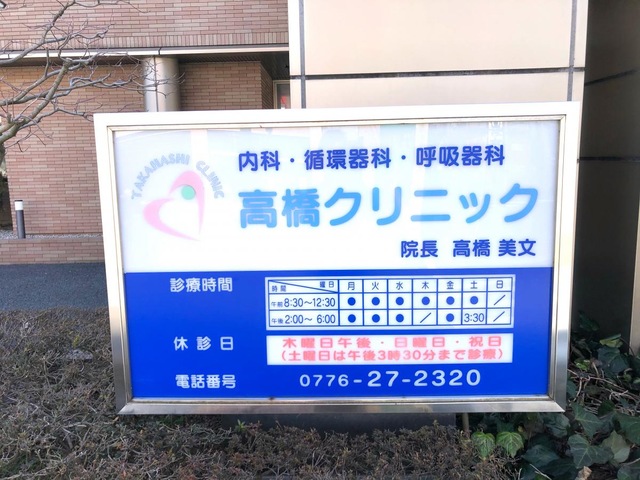 内科・循環器科・呼吸器科
TAKAHASHI CLINIC
高橋クリニック
院長 高橋 美文
診療時間
時間 曜日 月 火 水 木 金 土 日
午前 8:30～12:30 ● ● ● ● ● ● ／
午後 2:00～ 6:00 ● ● ● ／ ● 3:30 ／
休診日
木曜日午後・日曜日・祝日
(土曜日は午後3時30分まで診療)
電話番号 0776-27-2320